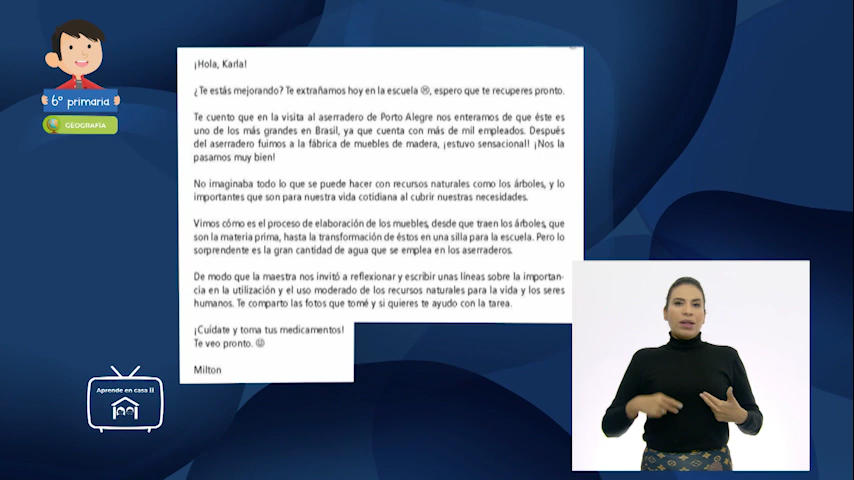 6º primaria
GEOGRAFÍA
¡Hola, Karla!
¿Te estás mejorando? Te extrañamos hoy en la escuela ☹, espero que te recuperes pronto.
Te cuento que en la visita al aserradero de Porto Alegre nos enteramos de que éste es
uno de los más grandes en Brasil, ya que cuenta con más de mil empleados. Después
del aserradero fuimos a la fábrica de muebles de madera, ¡estuvo sensacional! ¡Nos la
pasamos muy bien!
No imaginaba todo lo que se puede hacer con recursos naturales como los árboles, y lo
importantes que son para nuestra vida cotidiana al cubrir nuestras necesidades.
Vimos cómo es el proceso de elaboración de los muebles, desde que traen los árboles, que
son la materia prima, hasta la transformación de éstos en una silla para la escuela. Pero lo
sorprendente es la gran cantidad de agua que se emplea en los aserraderos.
De modo que la maestra nos invitó a reflexionar y escribir unas líneas sobre la importan-
cia en la utilización y el uso moderado de los recursos naturales para la vida y los seres
humanos. Te comparto las fotos que tomé y si quieres te ayudo con la tarea.
¡Cuídate y toma tus medicamentos!
Te veo pronto. ☺
Milton
Aprende en casa II